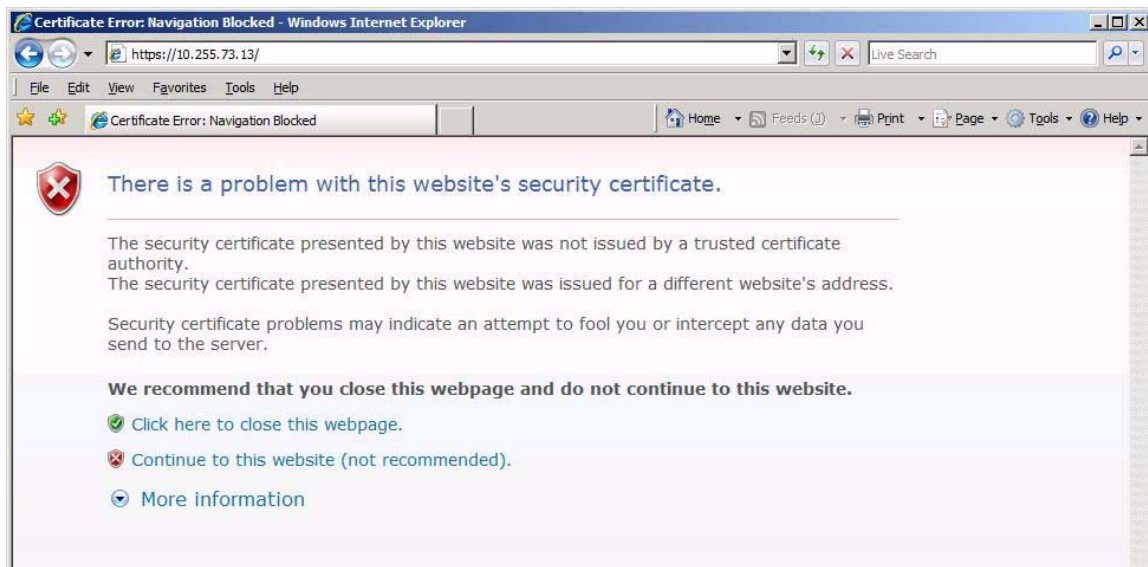 Certificate Error: Navigation Blocked - Windows Internet Explorer
https://10.255.73.13/
Live Search
File Edit View Favorites Tools Help
Certificate Error: Navigation Blocked
Home Feeds (J) Print Page Tools Help
There is a problem with this website's security certificate.
The security certificate presented by this website was not issued by a trusted certificate
authority.
The security certificate presented by this website was issued for a different website's address.
Security certificate problems may indicate an attempt to fool you or intercept any data you
send to the server.
We recommend that you close this webpage and do not continue to this website.
Click here to close this webpage.
Continue to this website (not recommended).
More information